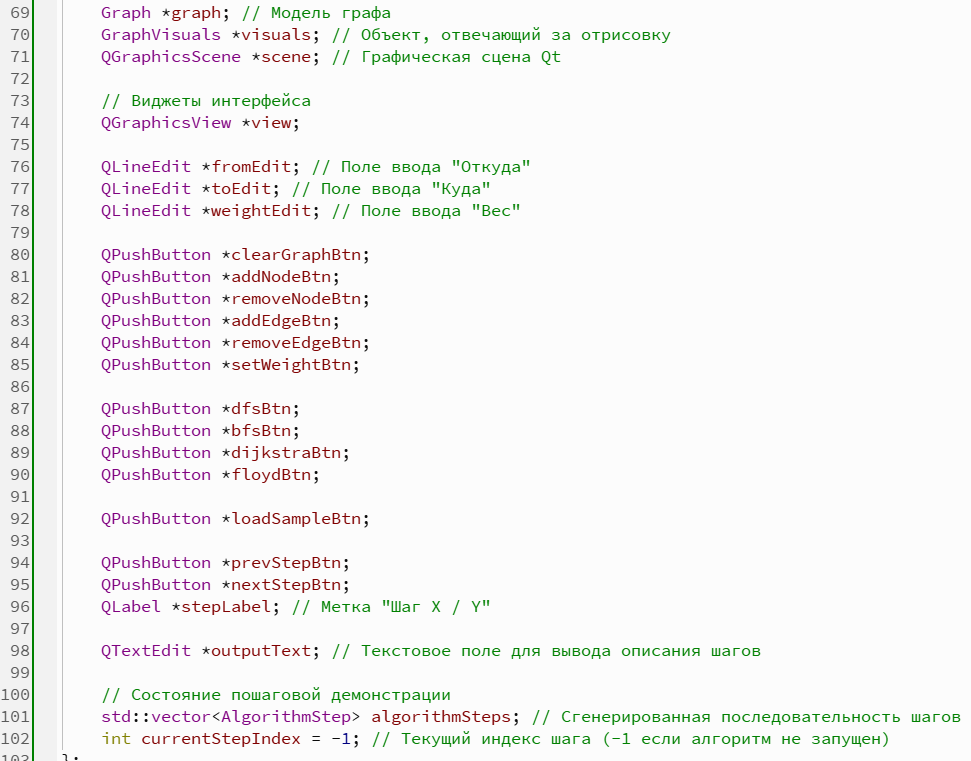 69 Graph *graph; // Модель графа
70 GraphVisuals *visuals; // Объект, отвечающий за отрисовку
71 QGraphicsScene *scene; // Графическая сцена Qt
72
73 // Виджеты интерфейса
74 QGraphicsView *view;
75
76 QLineEdit *fromEdit; // Поле ввода "Откуда"
77 QLineEdit *toEdit; // Поле ввода "Куда"
78 QLineEdit *weightEdit; // Поле ввода "Вес"
79
80 QPushButton *clearGraphBtn;
81 QPushButton *addNodeBtn;
82 QPushButton *removeNodeBtn;
83 QPushButton *addEdgeBtn;
84 QPushButton *removeEdgeBtn;
85 QPushButton *setWeightBtn;
86
87 QPushButton *dfsBtn;
88 QPushButton *bfsBtn;
89 QPushButton *dijkstraBtn;
90 QPushButton *floydBtn;
91
92 QPushButton *loadSampleBtn;
93
94 QPushButton *prevStepBtn;
95 QPushButton *nextStepBtn;
96 QLabel *stepLabel; // Метка "Шаг X / Y"
97
98 QTextEdit *outputText; // Текстовое поле для вывода описания шагов
99
100 // Состояние пошаговой демонстрации
101 std::vector<AlgorithmStep> algorithmSteps; // Сгенерированная последовательность шагов
102 int currentStepIndex = -1; // Текущий индекс шага (-1 если алгоритм не запущен)
103 };